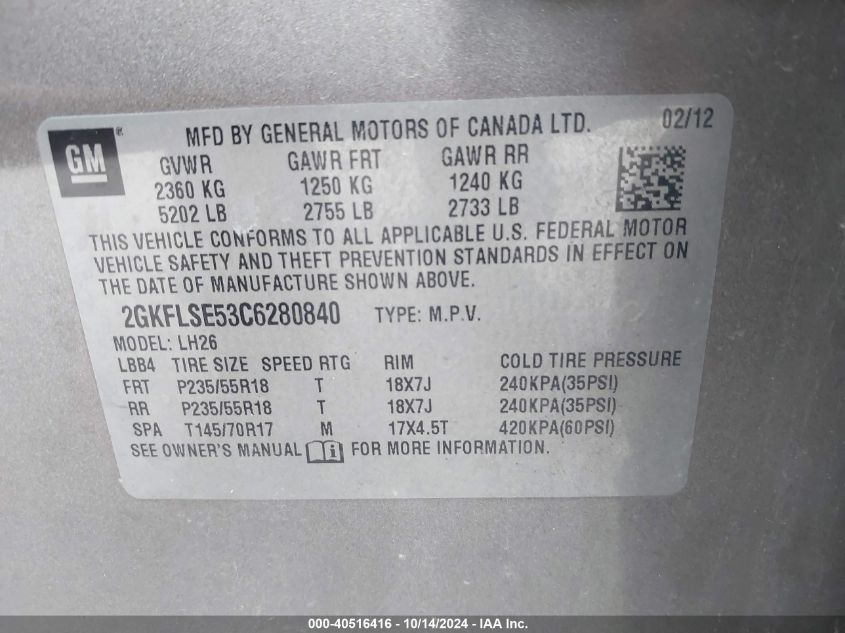 GM ®
MFD BY GENERAL MOTORS OF CANADA LTD. 02/12
GVWR GAWR FRT GAWR RR
2360 KG 1250 KG 1240 KG
5202 LB 2755 LB 2733 LB
THIS VEHICLE CONFORMS TO ALL APPLICABLE U.S. FEDERAL MOTOR
VEHICLE SAFETY AND THEFT PREVENTION STANDARDS IN EFFECT ON
THE DATE OF MANUFACTURE SHOWN ABOVE.
2GKFLSE53C6280840 TYPE: M.P.V.
MODEL: LH26
LBB4 TIRE SIZE SPEED RTG RIM COLD TIRE PRESSURE
FRT P235/55R18 T 18X7J 240KPA(35PSI)
RR P235/55R18 T 18X7J 240KPA(35PSI)
SPA T145/70R17 M 17X4.5T 420KPA(60PSI)
SEE OWNER'S MANUAL FOR MORE INFORMATION.
000-40516416 - 10/14/2024 - IAA Inc.